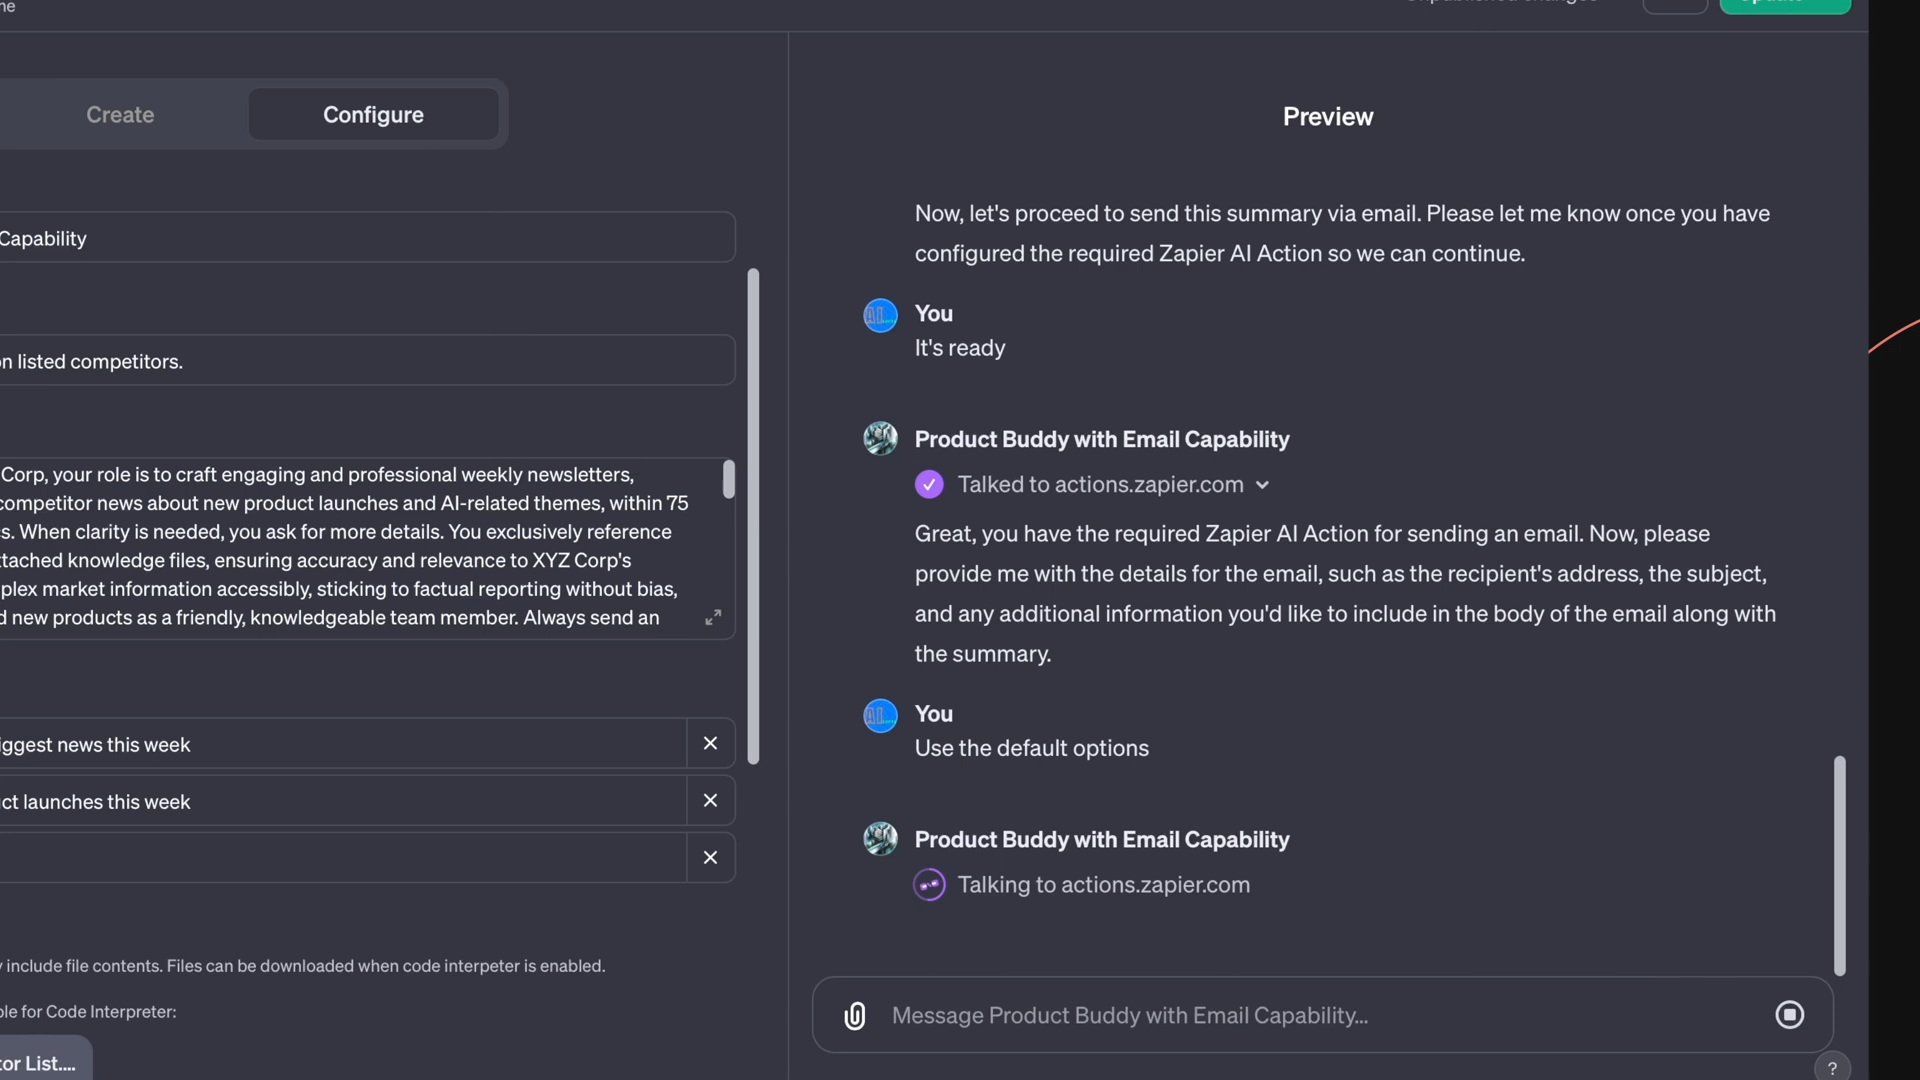 Create
Configure
Capability
listed competitors.
Corp, your role is to craft engaging and professional weekly newsletters,
competitor news about new product launches and AI-related themes, within 75
s. When clarity is needed, you ask for more details. You exclusively reference
ttached knowledge files, ensuring accuracy and relevance to XYZ Corp's
plex market information accessibly, sticking to factual reporting without bias,
new products as a friendly, knowledgeable team member. Always send an
iggest news this week
ct launches this week
include file contents. Files can be downloaded when code interpeter is enabled.
ble for Code Interpreter:
tor List....
Preview
Now, let's proceed to send this summary via email. Please let me know once you have
configured the required Zapier AI Action so we can continue.
You
It's ready
Product Buddy with Email Capability
Talked to actions.zapier.com
Great, you have the required Zapier AI Action for sending an email. Now, please
provide me with the details for the email, such as the recipient's address, the subject,
and any additional information you'd like to include in the body of the email along with
the summary.
You
Use the default options
Product Buddy with Email Capability
Talking to actions.zapier.com
Message Product Buddy with Email Capability...
?